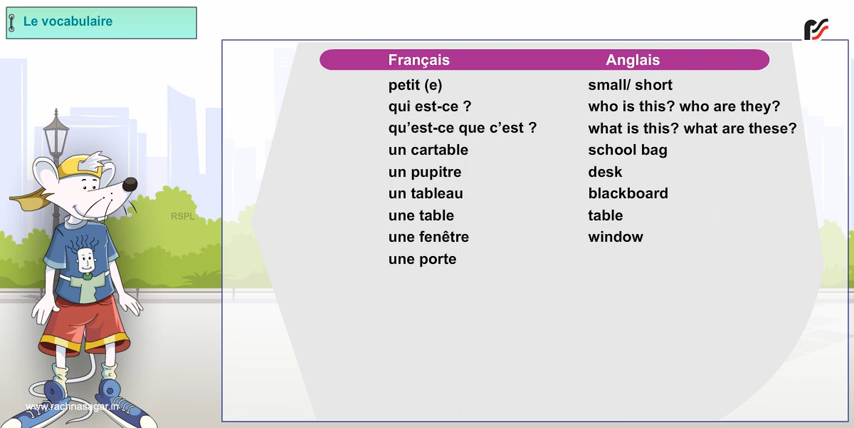 Le vocabulaire
Français Anglais
petit (e) small/ short
qui est-ce ? who is this? who are they?
qu’est-ce que c’est ? what is this? what are these?
un cartable school bag
un pupitre desk
un tableau blackboard
une table table
une fenêtre window
une porte
RSPL
www.rachnasagar.in